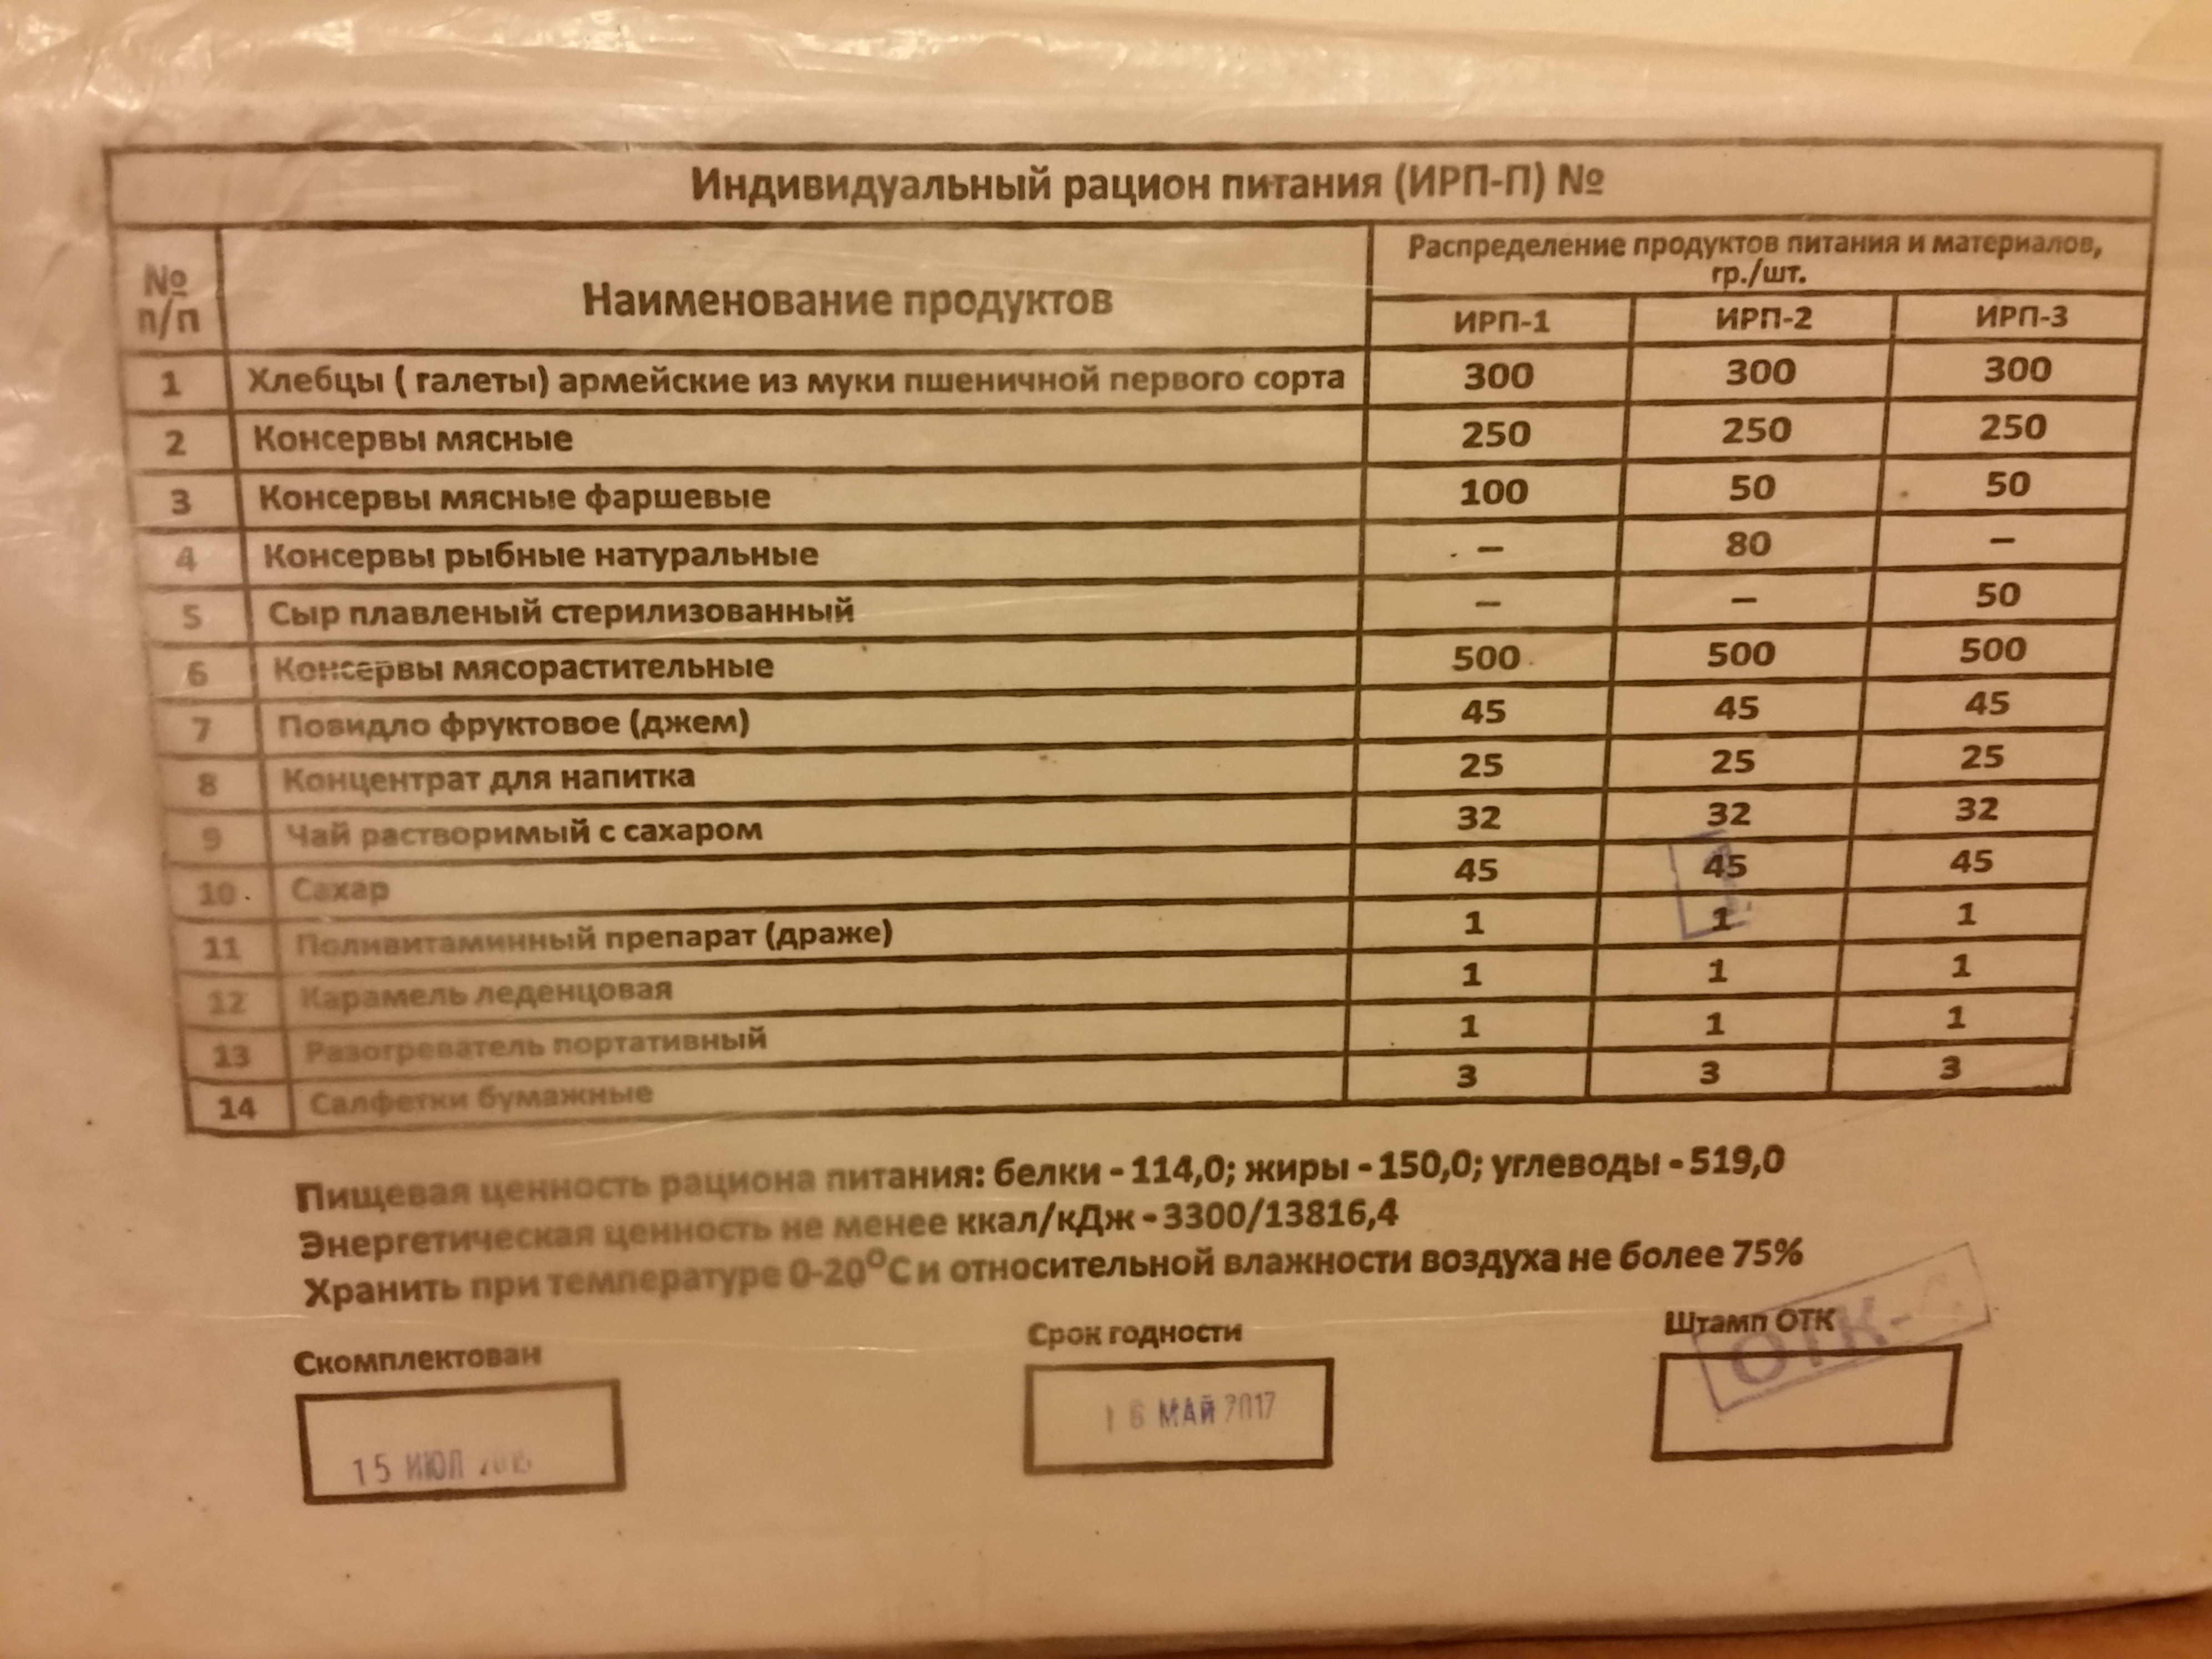 Индивидуальный рацион питания (ИРП-П) №
№ п/п Наименование продуктов Распределение продуктов питания и материалов, гр./шт.
ИРП-1 ИРП-2 ИРП-3
1 Хлебцы ( галеты) армейские из муки пшеничной первого сорта 300 300 300
2 Консервы мясные 250 250 250
3 Консервы мясные фаршевые 100 50 50
4 Консервы рыбные натуральные – 80 –
5 Сыр плавленый стерилизованный – – 50
6 Консервы мясорастительные 500 500 500
7 Повидло фруктовое (джем) 45 45 45
8 Концентрат для напитка 25 25 25
9 Чай растворимый с сахаром 32 32 32
10 Сахар 45 45 45
11 Поливитаминный препарат (драже) 1 1 1
12 Карамель леденцовая 1 1 1
13 Разогреватель портативный 1 1 1
14 Салфетки бумажные 3 3 3
Пищевая ценность рациона питания: белки - 114,0; жиры - 150,0; углеводы - 519,0
Энергетическая ценность не менее ккал/кДж - 3300/13816,4
Хранить при температуре 0-20°С и относительной влажности воздуха не более 75%
Скомплектован Срок годности Штамп ОТК
15 ИЮЛ 16 МАЙ 2017 ОТК-